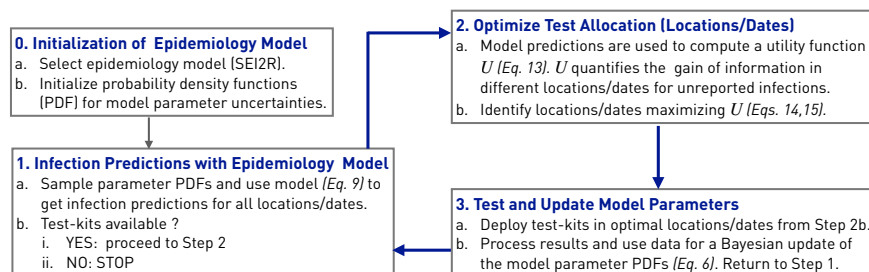 0. Initialization of Epidemiology Model
a. Select epidemiology model (SEI2R).
b. Initialize probability density functions
(PDF) for model parameter uncertainties.
1. Infection Predictions with Epidemiology Model
a. Sample parameter PDFs and use model (Eq. 9) to
get infection predictions for all locations/dates.
b. Test-kits available ?
i. YES: proceed to Step 2
ii. NO: STOP
2. Optimize Test Allocation (Locations/Dates)
a. Model predictions are used to compute a utility function
U (Eq. 13). U quantifies the gain of information in
different locations/dates for unreported infections.
b. Identify locations/dates maximizing U (Eqs. 14,15).
3. Test and Update Model Parameters
a. Deploy test-kits in optimal locations/dates from Step 2b.
b. Process results and use data for a Bayesian update of
the model parameter PDFs (Eq. 6). Return to Step 1.